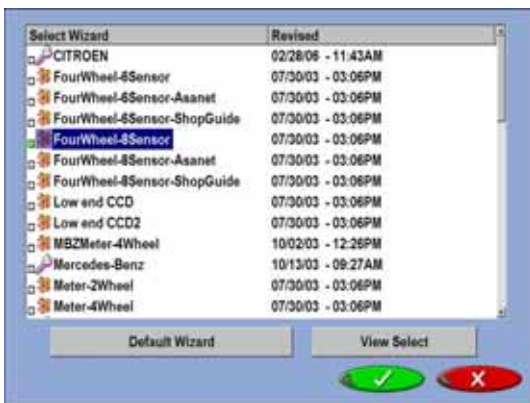 Select Wizard Revised
CITROEN 02/28/06 - 11:43AM
FourWheel-6Sensor 07/30/03 - 03:06PM
FourWheel-6Sensor-Asanet 07/30/03 - 03:06PM
FourWheel-6Sensor-ShopGuide 07/30/03 - 03:06PM
FourWheel-8Sensor 07/30/03 - 03:06PM
FourWheel-8Sensor-Asanet 07/30/03 - 03:06PM
FourWheel-8Sensor-ShopGuide 07/30/03 - 03:06PM
Low end CCD 07/30/03 - 03:06PM
Low end CCD2 07/30/03 - 03:06PM
MBZMeter-4Wheel 10/02/03 - 12:26PM
Mercedes-Benz 10/13/03 - 09:27AM
Meter-2Wheel 07/30/03 - 03:06PM
Meter-4Wheel 07/30/03 - 03:06PM
Default Wizard View Select